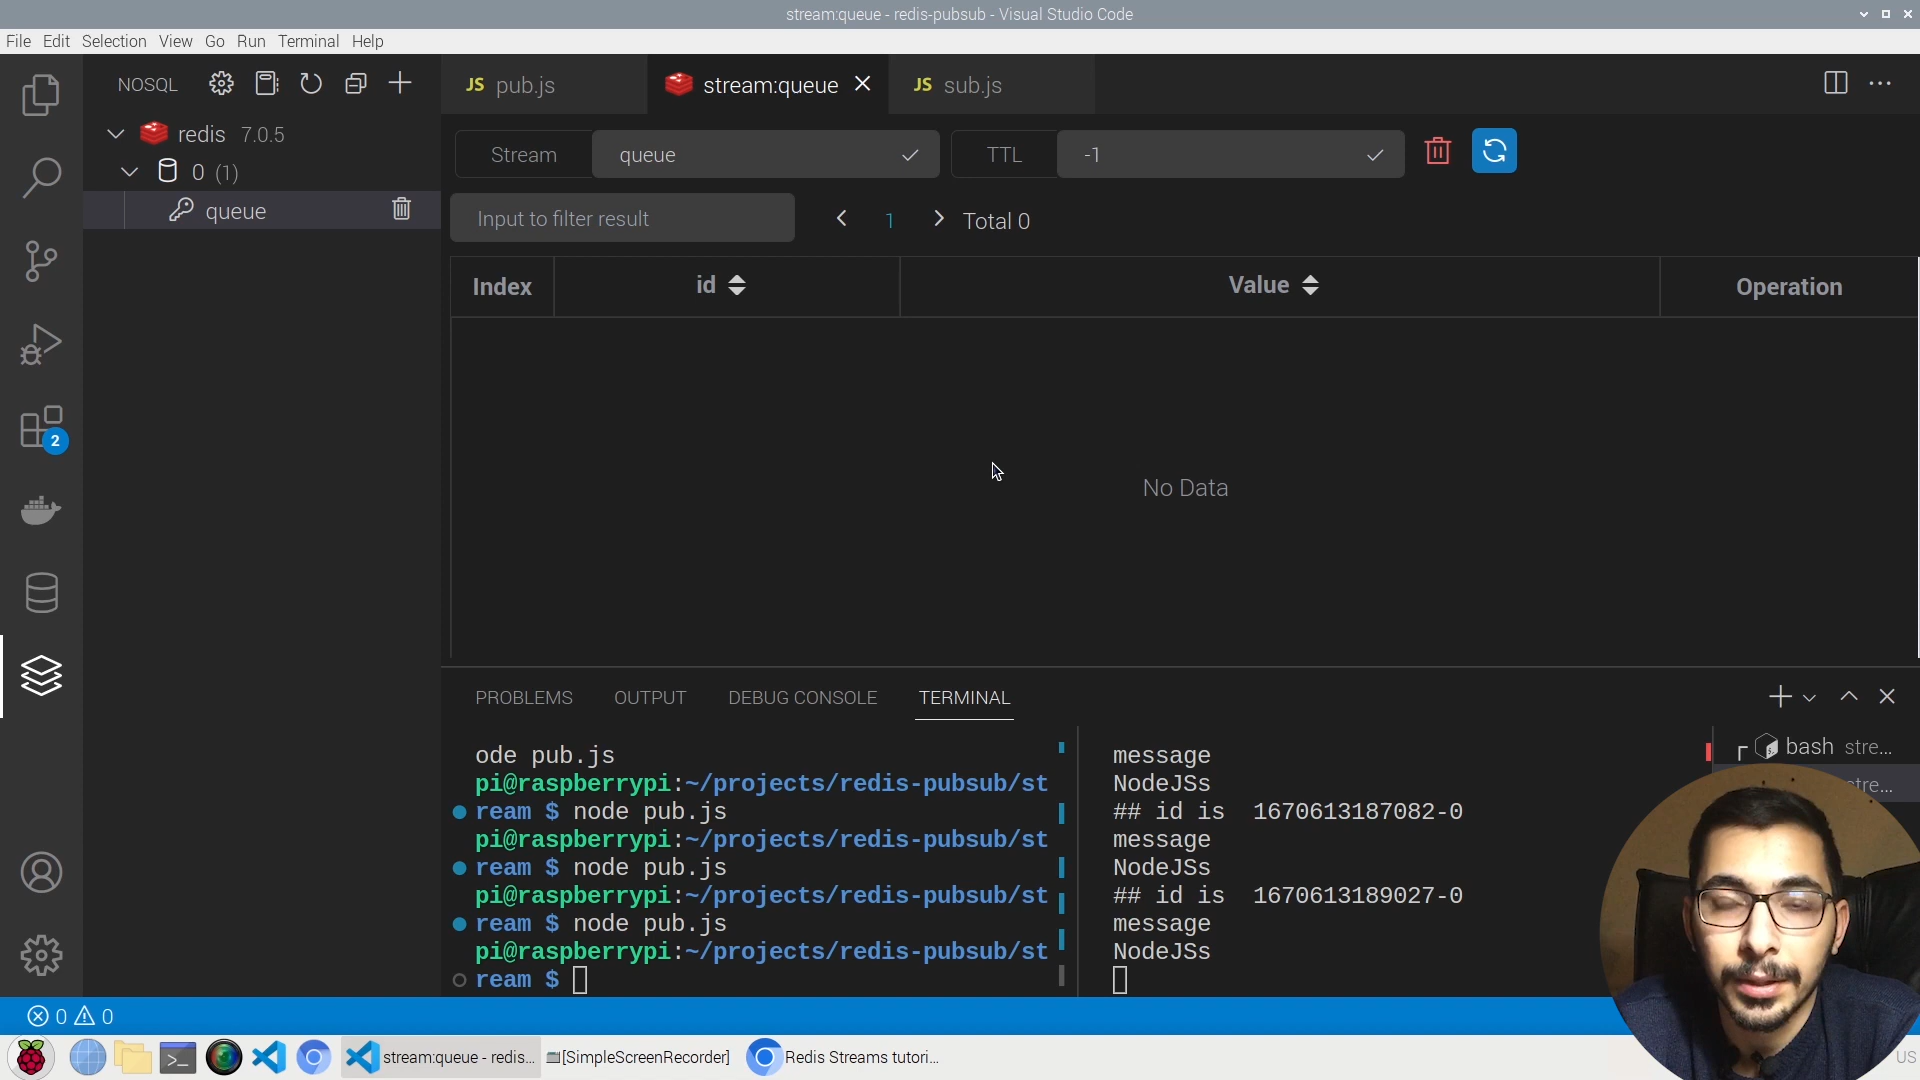 stream:queue - redis-pubsub - Visual Studio Code
File Edit Selection View Go Run Terminal Help
NOSQL
JS pub.js
stream:queue
JS sub.js
redis 7.0.5
0 (1)
queue
Stream queue
TTL -1
Input to filter result
1
Total 0
Index id Value Operation
No Data
2
PROBLEMS OUTPUT DEBUG CONSOLE TERMINAL
ode pub.js
pi@raspberrypi:~/projects/redis-pubsub/st
ream $ node pub.js
pi@raspberrypi:~/projects/redis-pubsub/st
ream $ node pub.js
pi@raspberrypi:~/projects/redis-pubsub/st
ream $ node pub.js
pi@raspberrypi:~/projects/redis-pubsub/st
ream $
message
NodeJSs
## id is 1670613187082-0
message
NodeJSs
## id is 1670613189027-0
message
NodeJSs
bash stre...
stre...
0 0
stream:queue - redis...
[SimpleScreenRecorder]
Redis Streams tutori...
US